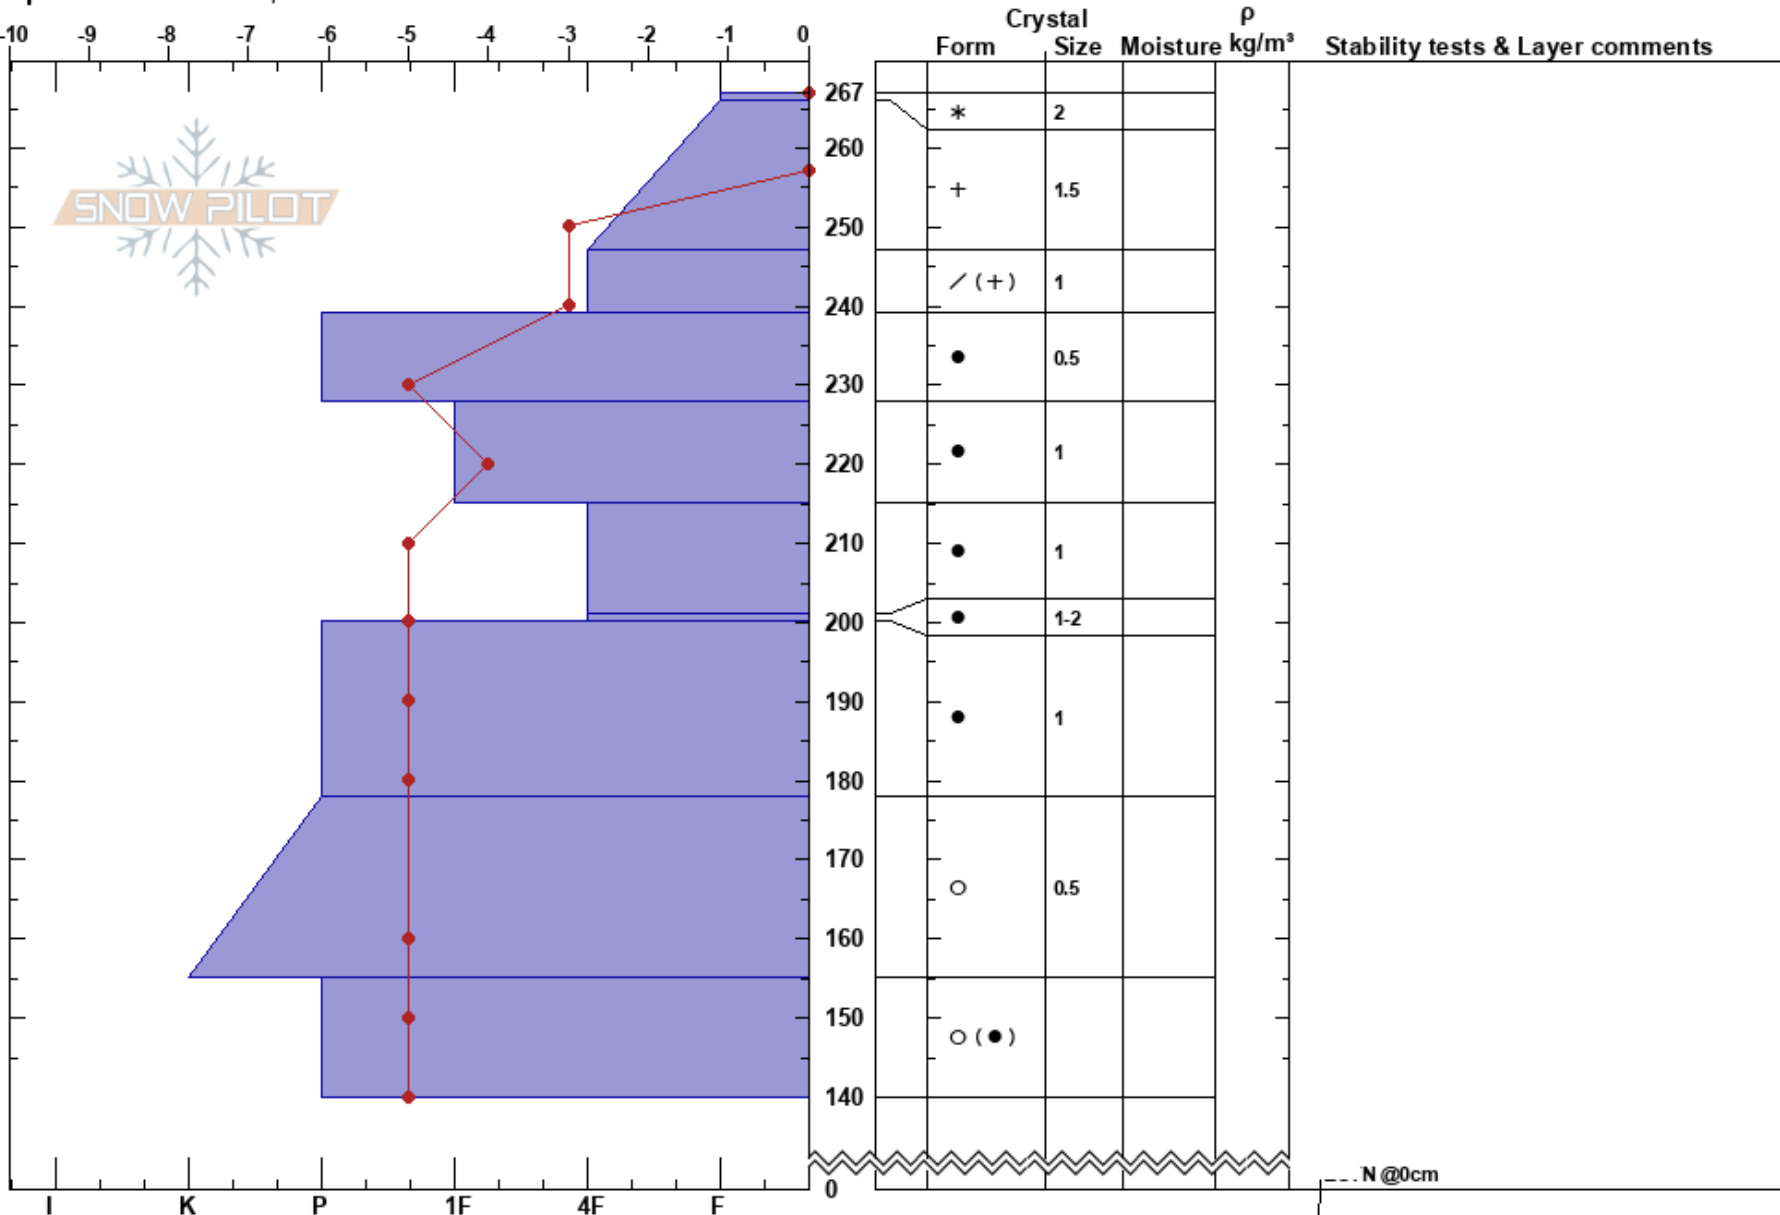 -10 -9 -8 -7 -6 -5 -4 -3 -2 -1 0
Crystal
Form Size Moisture
ρ
kg/m³
Stability tests & Layer comments
SNOW PILOT
267
* 2
260
+ 1.5
250
/ (+) 1
240
● 0.5
230
● 1
220
210
● 1
200
● 1-2
190
● 1
180
170
○ 0.5
160
150
○ (●)
140
N @0cm
0
I K P 1F 4F F